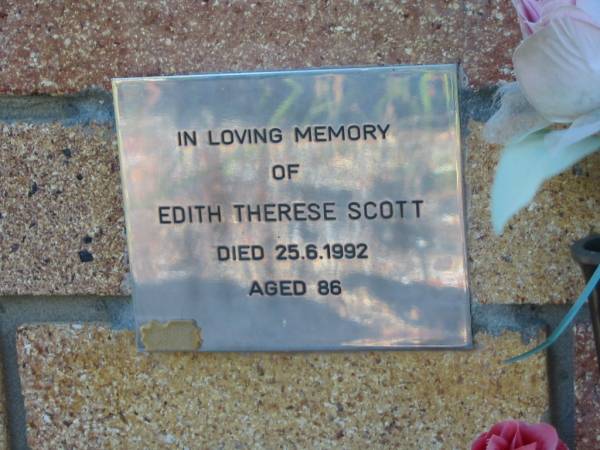 IN LOVING MEMORY
OF
EDITH THERESE SCOTT
DIED 25.6.1992
AGED 86